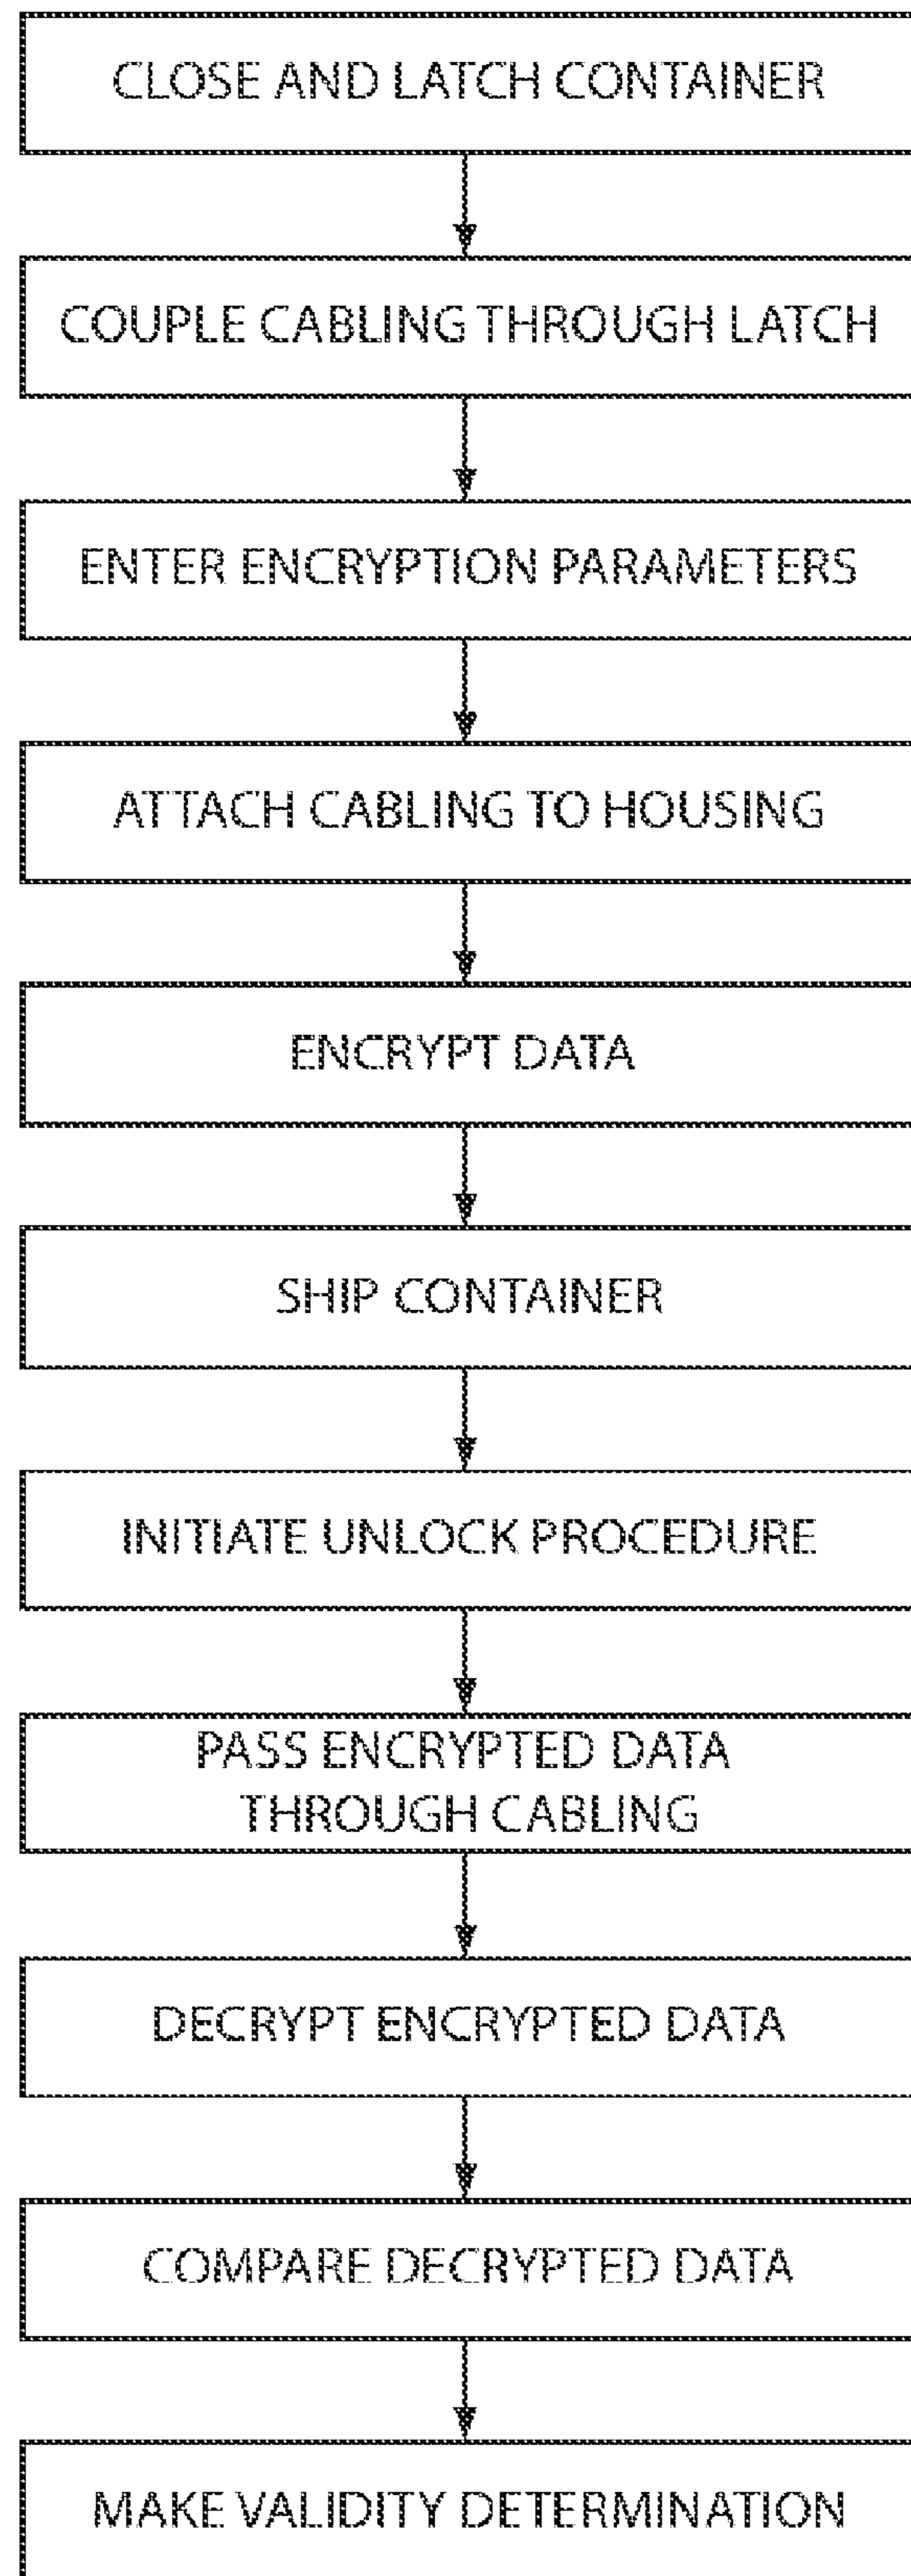 CLOSE AND LATCH CONTAINER
COUPLE CABLING THROUGH LATCH
ENTER ENCRYPTION PARAMETERS
ATTACH CABLING TO HOUSING
ENCRYPT DATA
SHIP CONTAINER
INITIATE UNLOCK PROCEDURE
PASS ENCRYPTED DATA
THROUGH CABLING
DECRYPT ENCRYPTED DATA
COMPARE DECRYPTED DATA
MAKE VALIDITY DETERMINATION